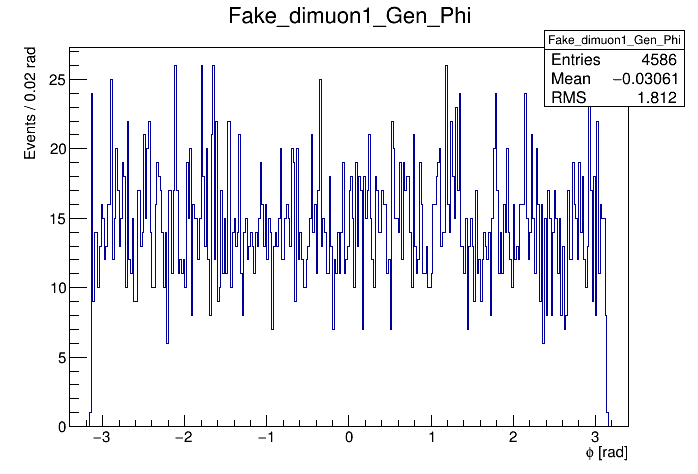 Fake_dimuon1_Gen_Phi
Fake_dimuon1_Gen_Phi
Entries 4586
Mean −0.03061
RMS 1.812
Events / 0.02 rad
25
20
15
10
5
0
−3 −2 −1 0 1 2 3
ϕ [rad]